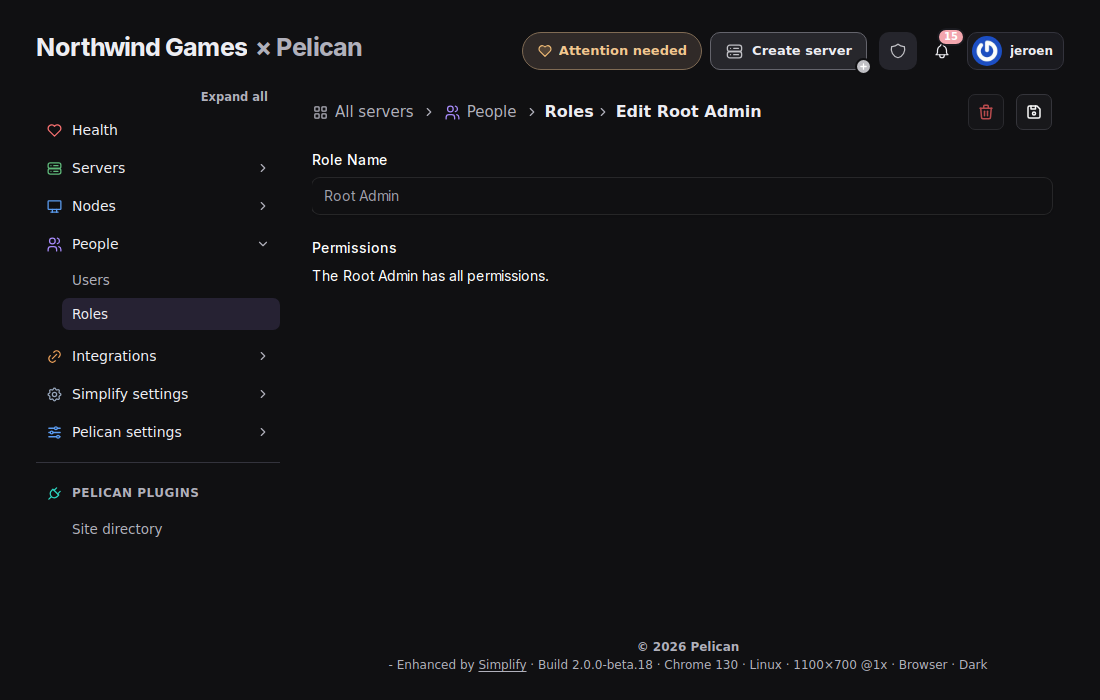 Northwind Games × Pelican
Attention needed
Create server
15
jeroen
Expand all
Health
Servers
Nodes
People
Users
Roles
Integrations
Simplify settings
Pelican settings
PELICAN PLUGINS
Site directory
All servers > People > Roles > Edit Root Admin
Role Name
Root Admin
Permissions
The Root Admin has all permissions.
© 2026 Pelican
- Enhanced by Simplify · Build 2.0.0-beta.18 · Chrome 130 · Linux · 1100×700 @1x · Browser · Dark